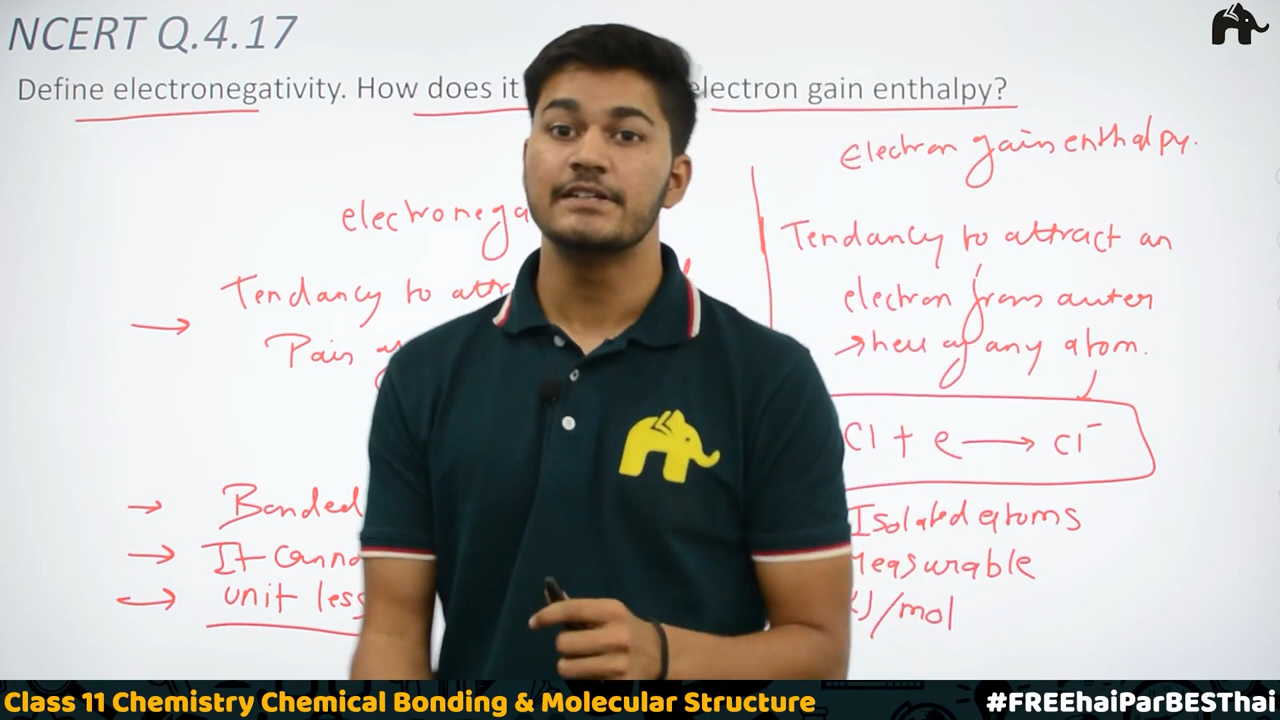 NCERT Q.4.17
Define electronegativity. How does it electron gain enthalpy?
Electron gain enthalpy.
electronega
Tendancy to attract an
electron from outer
shell of any atom.
Tendancy to attr
Pair
Cl + e → Cl⁻
→ Bonded
→ It canno
→ unit less
Isolated atoms
Measurable
KJ/mol
Class 11 Chemistry Chemical Bonding & Molecular Structure
#FREEhaiParBESThai